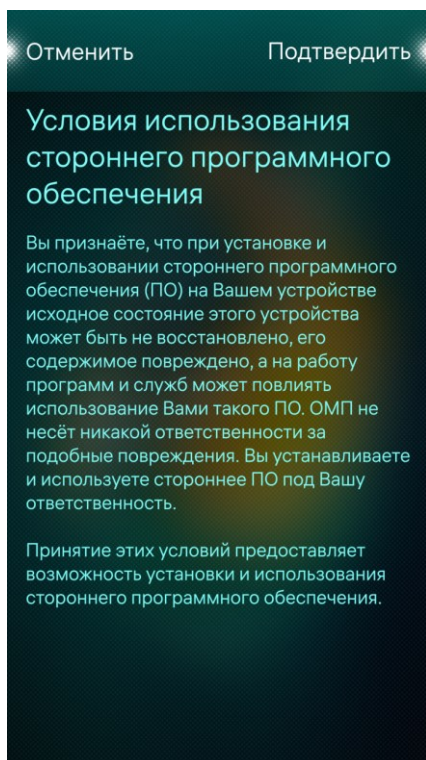 Отменить Подтвердить
Условия использования
стороннего программного
обеспечения
Вы признаёте, что при установке и
использовании стороннего программного
обеспечения (ПО) на Вашем устройстве
исходное состояние этого устройства
может быть не восстановлено, его
содержимое повреждено, а на работу
программ и служб может повлиять
использование Вами такого ПО. ОМП не
несёт никакой ответственности за
подобные повреждения. Вы устанавливаете
и используете стороннее ПО под Вашу
ответственность.
Принятие этих условий предоставляет
возможность установки и использования
стороннего программного обеспечения.